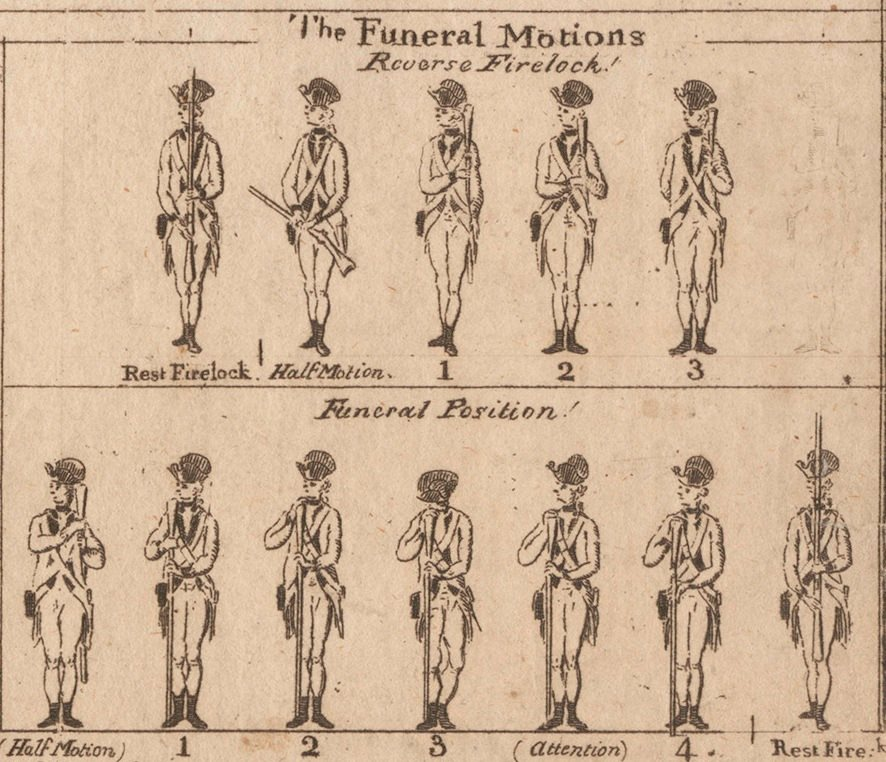 The Funeral Motions
Reverse Firelock!
Rest Firelock. Half Motion. 1 2 3
Funeral Position!
(Half Motion) 1 2 3 (Attention) 4. Rest Fire:k